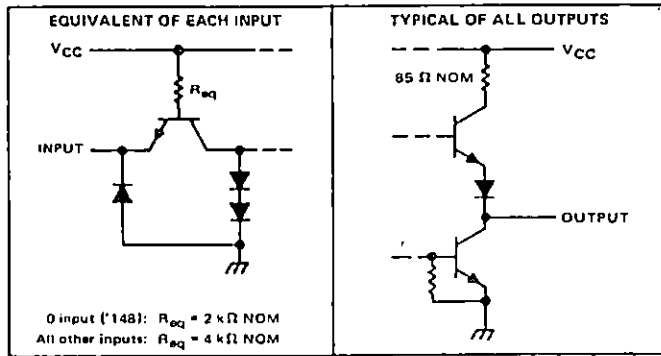 EQUIVALENT OF EACH INPUT
VCC
Req
INPUT
0 input ('148): Req = 2 kΩ NOM
All other inputs: Req = 4 kΩ NOM
TYPICAL OF ALL OUTPUTS
VCC
85 Ω NOM
OUTPUT